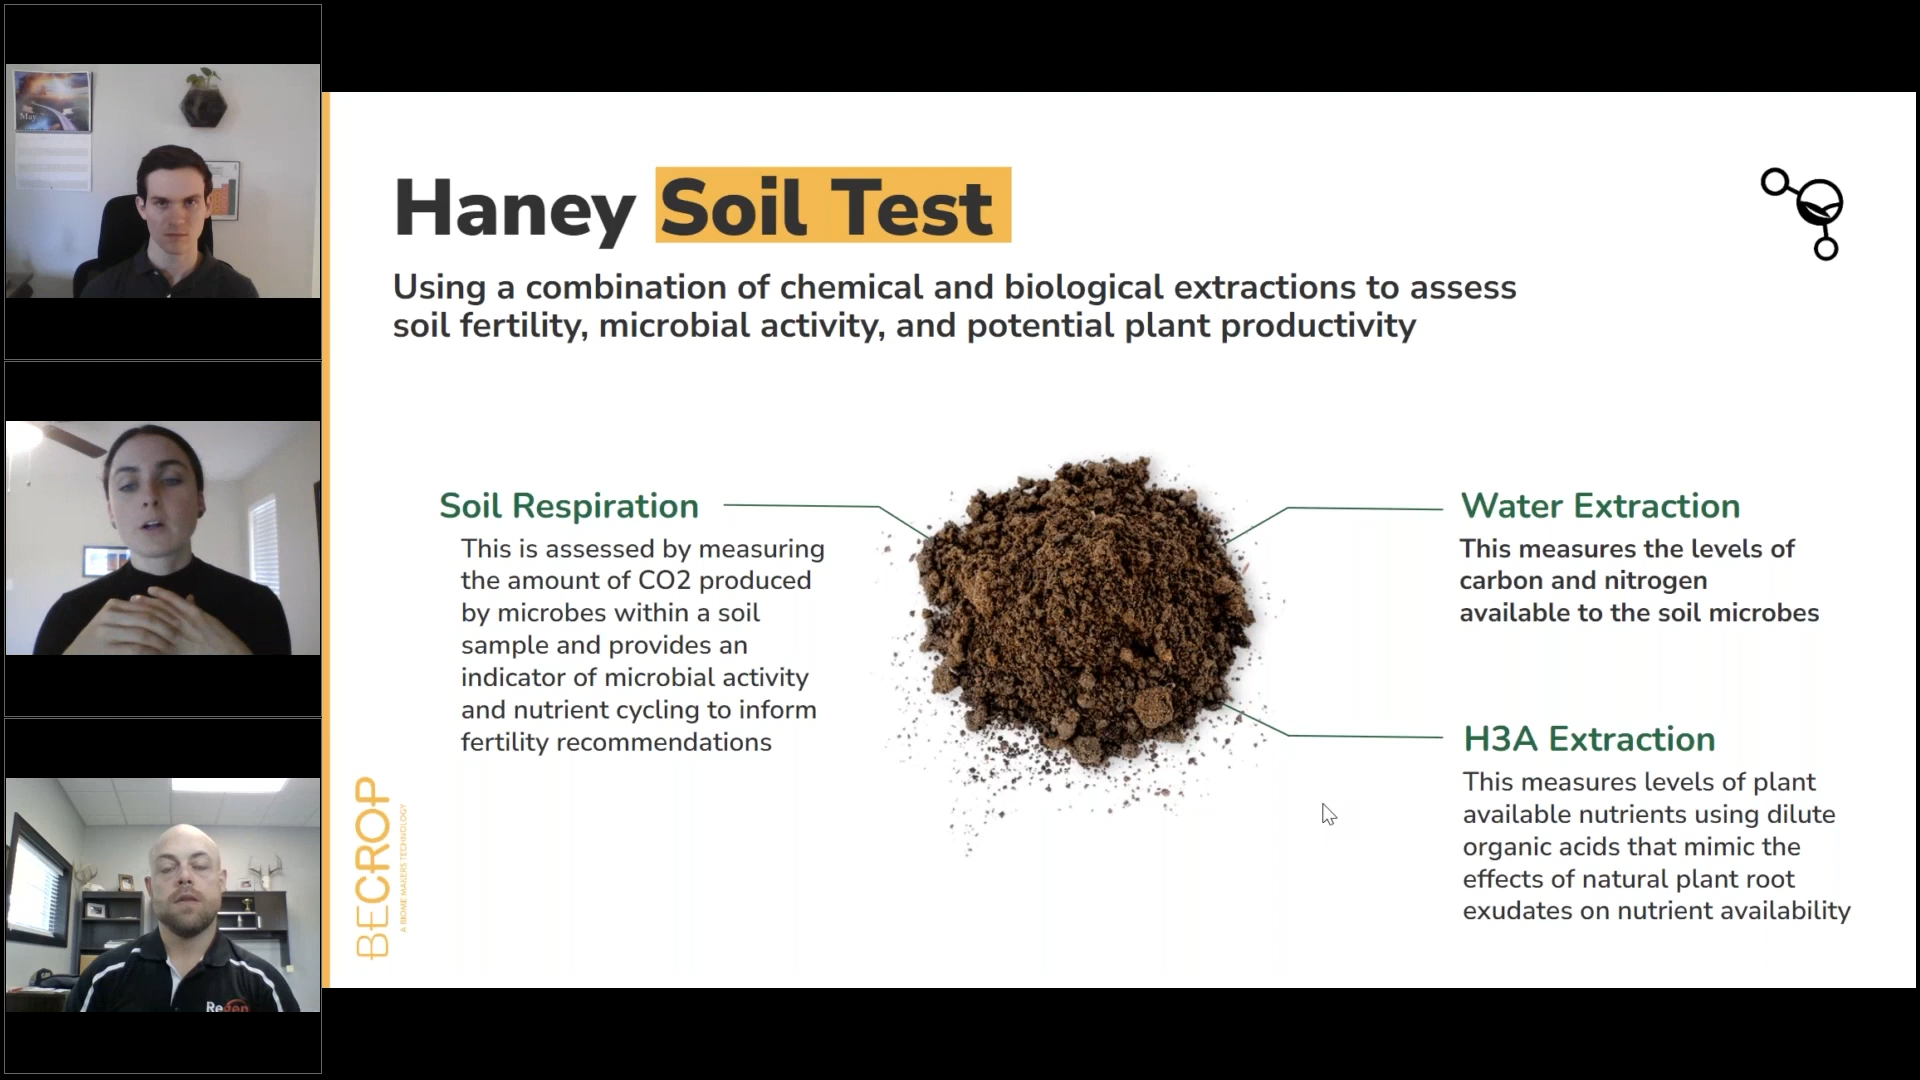 May
Haney Soil Test
Using a combination of chemical and biological extractions to assess
soil fertility, microbial activity, and potential plant productivity
Soil Respiration
This is assessed by measuring
the amount of CO2 produced
by microbes within a soil
sample and provides an
indicator of microbial activity
and nutrient cycling to inform
fertility recommendations
Water Extraction
This measures the levels of
carbon and nitrogen
available to the soil microbes
H3A Extraction
This measures levels of plant
available nutrients using dilute
organic acids that mimic the
effects of natural plant root
exudates on nutrient availability
BECROP
A BIOME MAKERS TECHNOLOGY
Regen